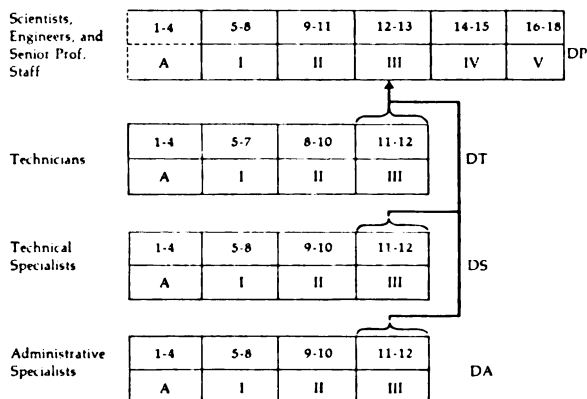 Scientists,
Engineers, and
Senior Prof.
Staff
1-4 5-8 9-11 12-13 14-15 16-18
A I II III IV V
DP
Technicians
1-4 5-7 8-10 11-12
A I II III
DT
Technical
Specialists
1-4 5-8 9-10 11-12
A I II III
DS
Administrative
Specialists
1-4 5-8 9-10 11-12
A I II III
DA